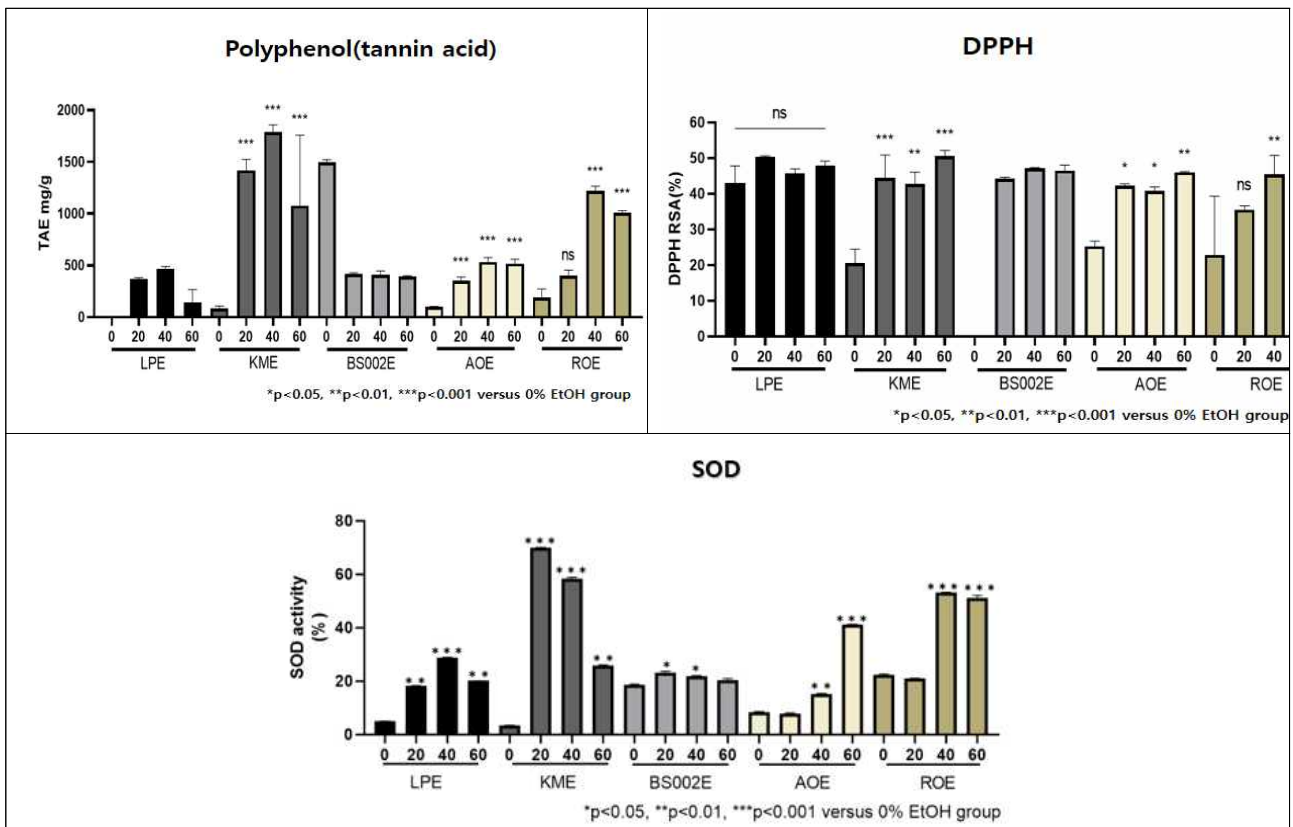 Polyphenol(tannin acid)
2000
1500
1000
500
0
TAE mg/g
*** *** *** *** *** *** ns *** ***
0 20 40 60 0 20 40 60 0 20 40 60 0 20 40 60 0 20 40 60
LPE KME BS002E AOE ROE
*p<0.05, **p<0.01, ***p<0.001 versus 0% EtOH group
DPPH
60
50
40
30
20
10
0
DPPH RSA(%)
ns *** ** *** * * ** ns **
0 20 40 60 0 20 40 60 0 20 40 60 0 20 40 60 0 20 40
LPE KME BS002E AOE ROE
*p<0.05, **p<0.01, ***p<0.001 versus 0% EtOH group
SOD
80
60
40
20
0
SOD activity
(%)
** *** ** *** *** ** * * ** *** *** ***
0 20 40 60 0 20 40 60 0 20 40 60 0 20 40 60 0 20 40 60
LPE KME BS002E AOE ROE
*p<0.05, **p<0.01, ***p<0.001 versus 0% EtOH group